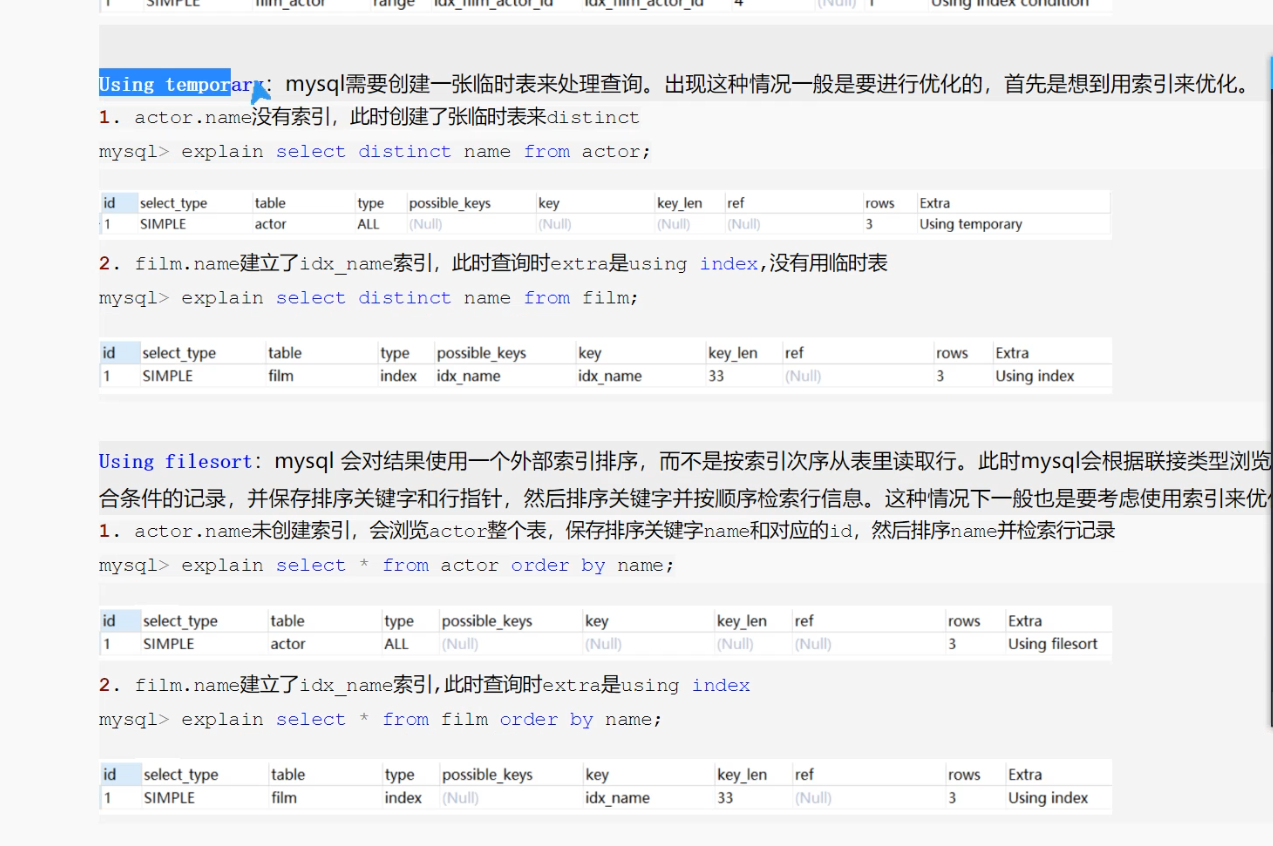 1 SIMPLE film_actor range idx_film_actor_id idx_film_actor_id 4 (Null) 1 Using index condition
Using temporary：mysql需要创建一张临时表来处理查询。出现这种情况一般是要进行优化的，首先是想到用索引来优化。
1. actor.name没有索引，此时创建了张临时表来distinct
mysql> explain select distinct name from actor;
id select_type table type possible_keys key key_len ref rows Extra
1 SIMPLE actor ALL (Null) (Null) (Null) (Null) 3 Using temporary
2. film.name建立了idx_name索引，此时查询时extra是using index,没有用临时表
mysql> explain select distinct name from film;
id select_type table type possible_keys key key_len ref rows Extra
1 SIMPLE film index idx_name idx_name 33 (Null) 3 Using index
Using filesort：mysql 会对结果使用一个外部索引排序，而不是按索引次序从表里读取行。此时mysql会根据联接类型浏览
合条件的记录，并保存排序关键字和行指针，然后排序关键字并按顺序检索行信息。这种情况下一般也是要考虑使用索引来优
1. actor.name未创建索引，会浏览actor整个表，保存排序关键字name和对应的id，然后排序name并检索行记录
mysql> explain select * from actor order by name;
id select_type table type possible_keys key key_len ref rows Extra
1 SIMPLE actor ALL (Null) (Null) (Null) (Null) 3 Using filesort
2. film.name建立了idx_name索引,此时查询时extra是using index
mysql> explain select * from film order by name;
id select_type table type possible_keys key key_len ref rows Extra
1 SIMPLE film index (Null) idx_name 33 (Null) 3 Using index